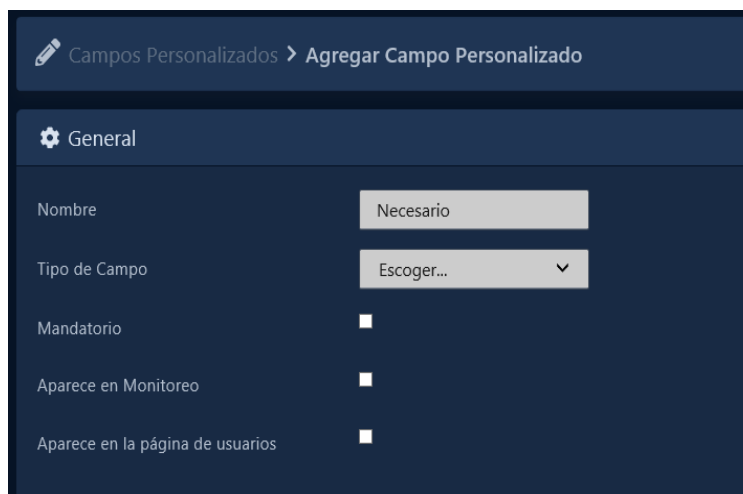 Campos Personalizados > Agregar Campo Personalizado
General
Nombre Necesario
Tipo de Campo Escoger...
Mandatorio
Aparece en Monitoreo
Aparece en la página de usuarios